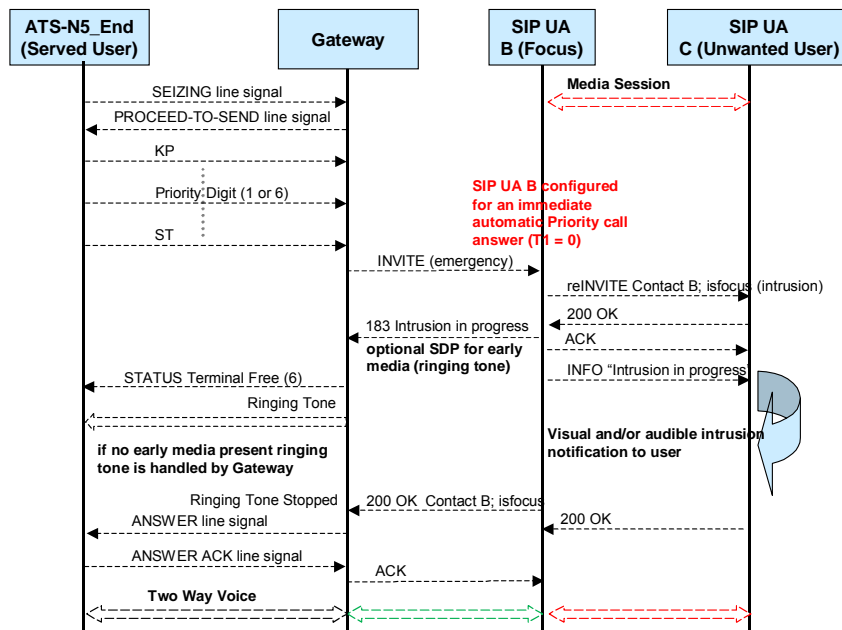 ATS-N5_End
(Served User)
Gateway
SIP UA
B (Focus)
SIP UA
C (Unwanted User)
Media Session
SEIZING line signal
PROCEED-TO-SEND line signal
KP
Priority Digit (1 or 6)
ST
SIP UA B configured
for an immediate
automatic Priority call
answer (T1 = 0)
INVITE (emergency)
reINVITE Contact B; isfocus (intrusion)
200 OK
183 Intrusion in progress
ACK
optional SDP for early
media (ringing tone)
INFO “Intrusion in progress”
STATUS Terminal Free (6)
Ringing Tone
if no early media present ringing
tone is handled by Gateway
Visual and/or audible intrusion
notification to user
Ringing Tone Stopped
200 OK Contact B; isfocus
ANSWER line signal
200 OK
ANSWER ACK line signal
ACK
Two Way Voice